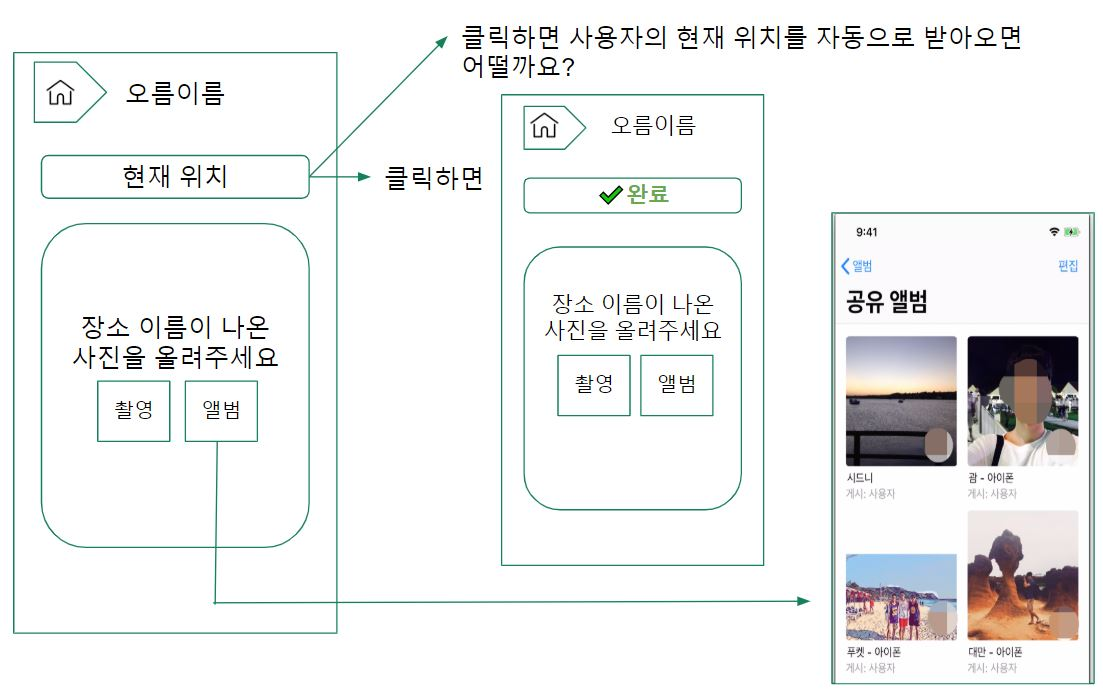 클릭하면 사용자의 현재 위치를 자동으로 받아오면
어떨까요?
오름이름
현재 위치
클릭하면
장소 이름이 나온
사진을 올려주세요
촬영
앨범
오름이름
완료
장소 이름이 나온
사진을 올려주세요
촬영
앨범
9:41
앨범
편집
공유 앨범
시드니
게시: 사용자
괌 - 아이폰
게시: 사용자
푸켓 - 아이폰
게시: 사용자
대만 - 아이폰
게시: 사용자